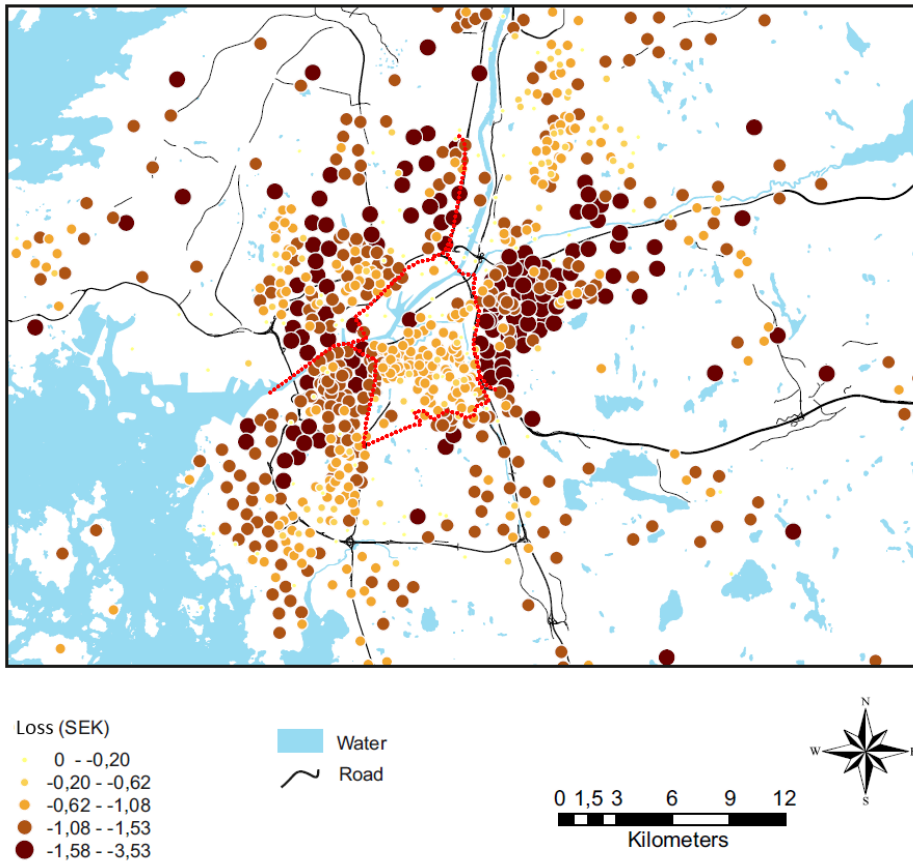 Loss (SEK)
0 - -0,20
-0,20 - -0,62
-0,62 - -1,08
-1,08 - -1,53
-1,58 - -3,53
Water
Road
N
W
E
S
0 1,5 3 6 9 12
Kilometers